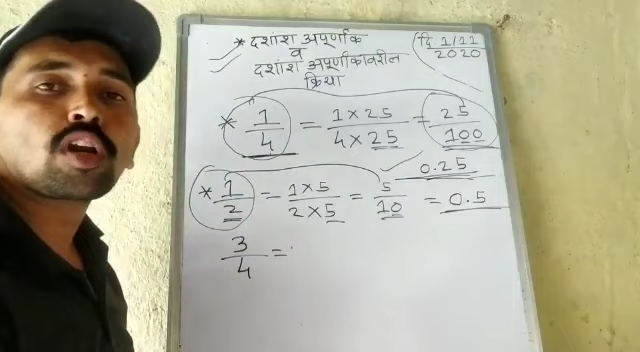 * दशांश अपूर्णांक
व
दशांश अपूर्णांकावरील
क्रिया
दि 1/11
2020
* 1/4 = 1×25/4×25 = 25/100
0.25
* 1/2 = 1×5/2×5 = 5/10 = 0.5
3/4 =